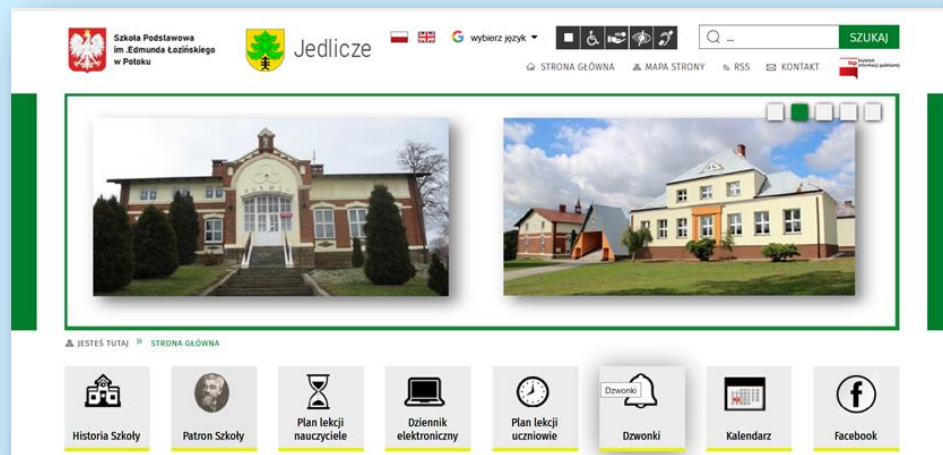 Szkoła Podstawowa
im .Edmunda Łozińskiego
w Potoku
Jedlicze
G wybierz język
...
SZUKAJ
STRONA GŁÓWNA
MAPA STRONY
RSS
KONTAKT
bip
JESTEŚ TUTAJ » STRONA GŁÓWNA
Historia Szkoły
Patron Szkoły
Plan lekcji
nauczyciele
Dziennik
elektroniczny
Plan lekcji
uczniowie
Dzwonki
Dzwonki
Kalendarz
f
Facebook